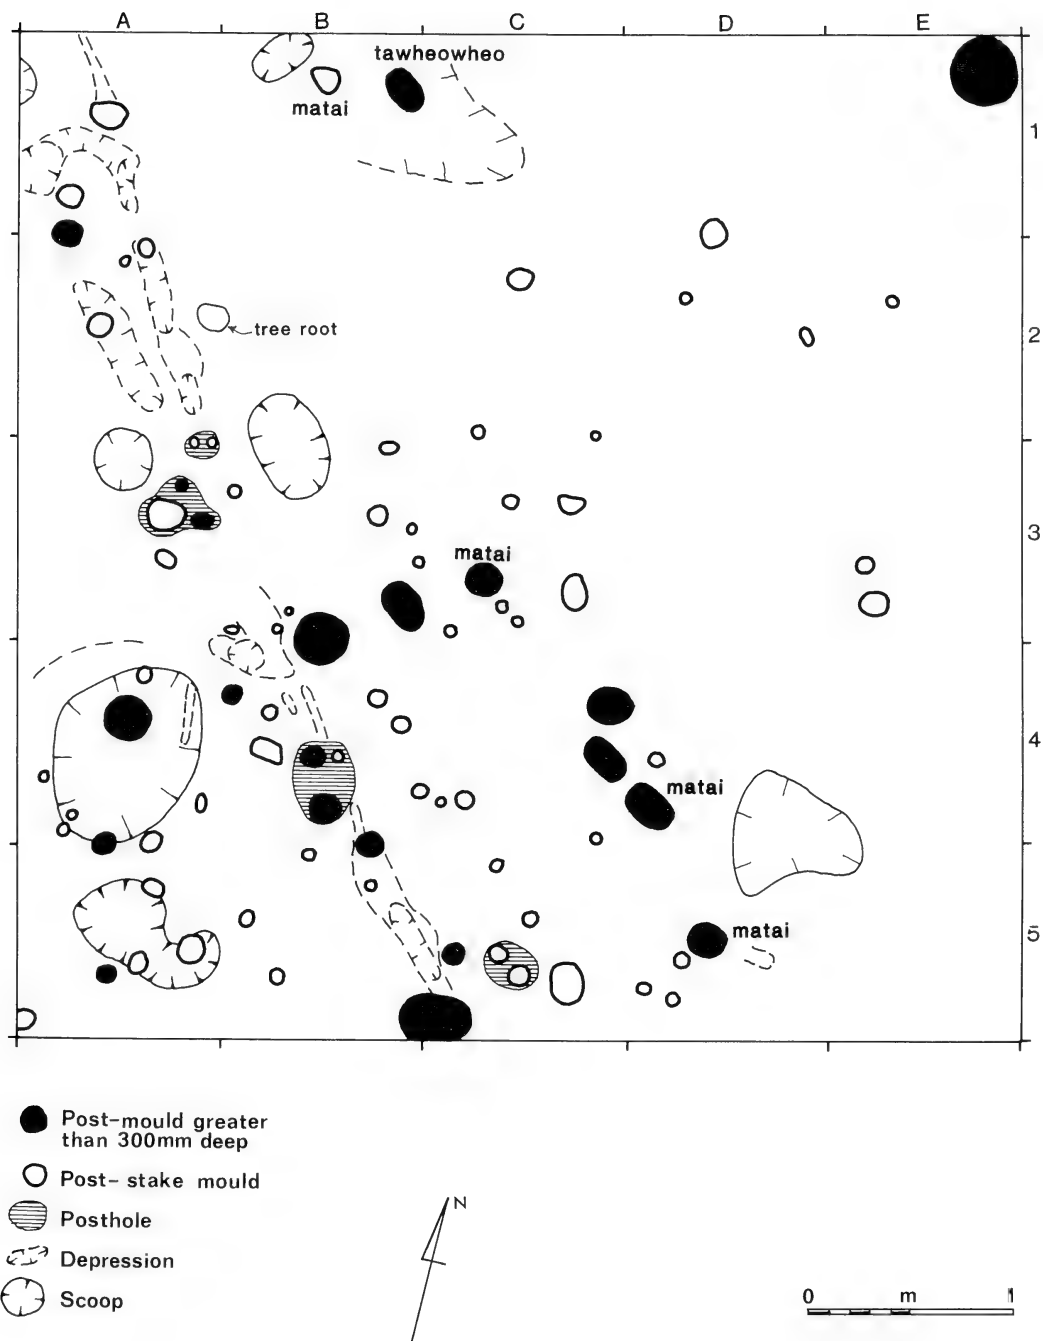 A B C D E
tawheowheo
matai
1
tree root
2
matai
3
matai
4
matai
5
Post-mould greater
than 300mm deep
Post-stake mould
Posthole
Depression
Scoop
N
0 m 1